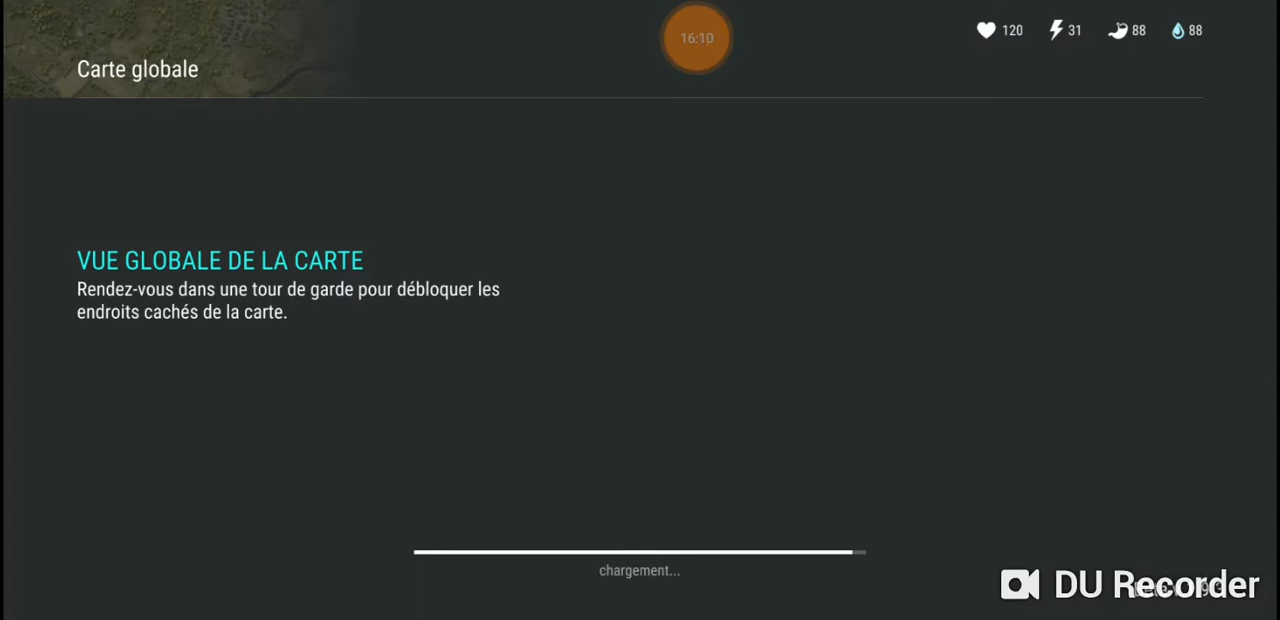 16:10
120 31 88 88
Carte globale
VUE GLOBALE DE LA CARTE
Rendez-vous dans une tour de garde pour débloquer les
endroits cachés de la carte.
chargement...
DU Recorder